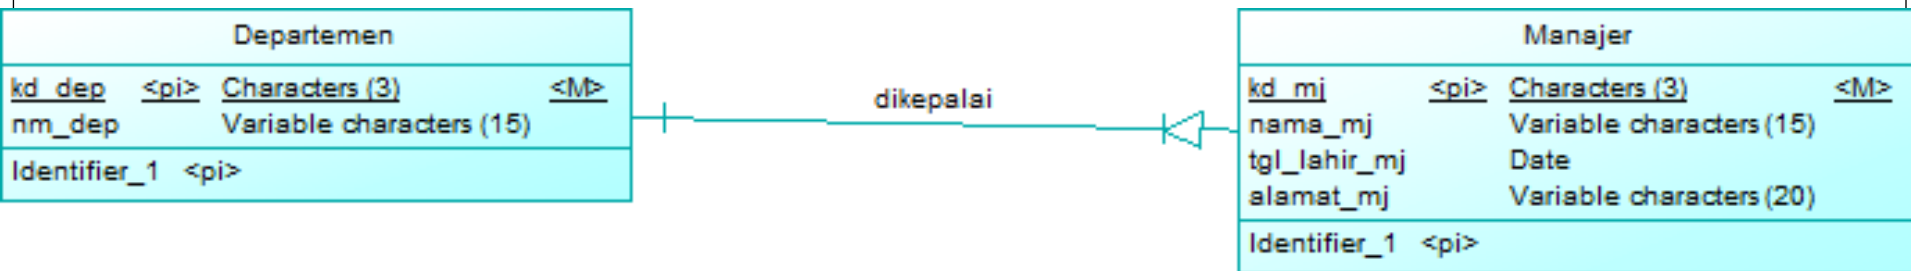 Departemen
kd_dep <pi> Characters (3) <M>
nm_dep Variable characters (15)
Identifier_1 <pi>
dikepalai
Manajer
kd_mj <pi> Characters (3) <M>
nama_mj Variable characters (15)
tgl_lahir_mj Date
alamat_mj Variable characters (20)
Identifier_1 <pi>